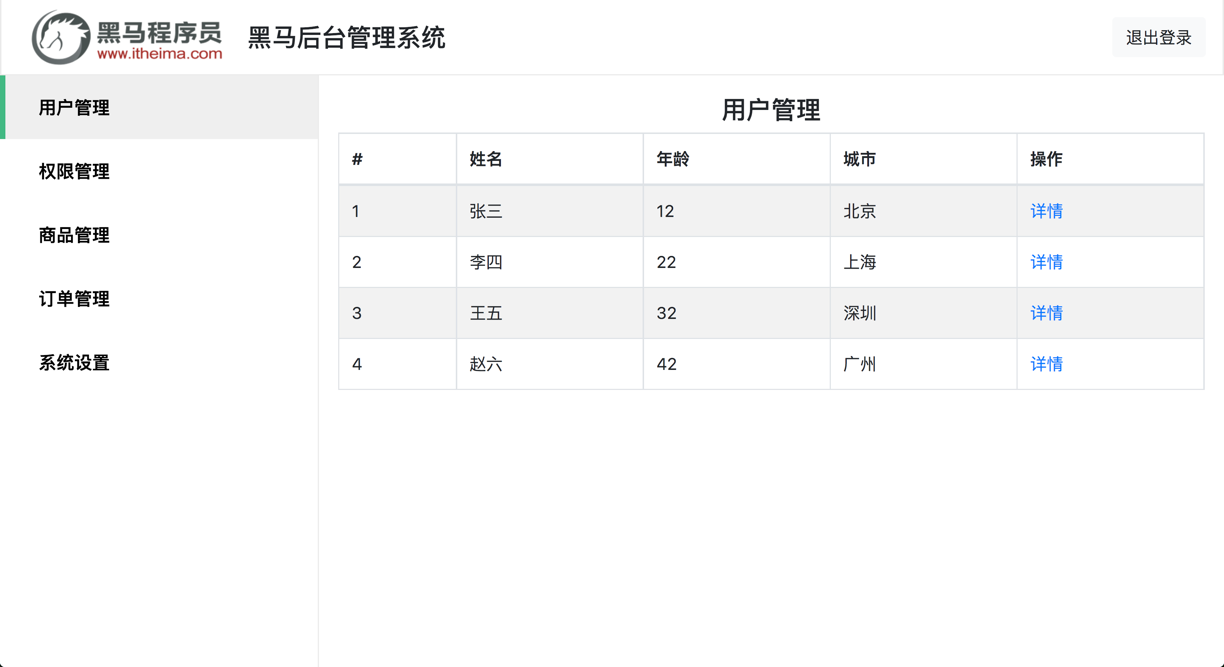 黑马程序员
www.itheima.com
黑马后台管理系统
退出登录
用户管理
权限管理
商品管理
订单管理
系统设置
用户管理
# 姓名 年龄 城市 操作
1 张三 12 北京 详情
2 李四 22 上海 详情
3 王五 32 深圳 详情
4 赵六 42 广州 详情